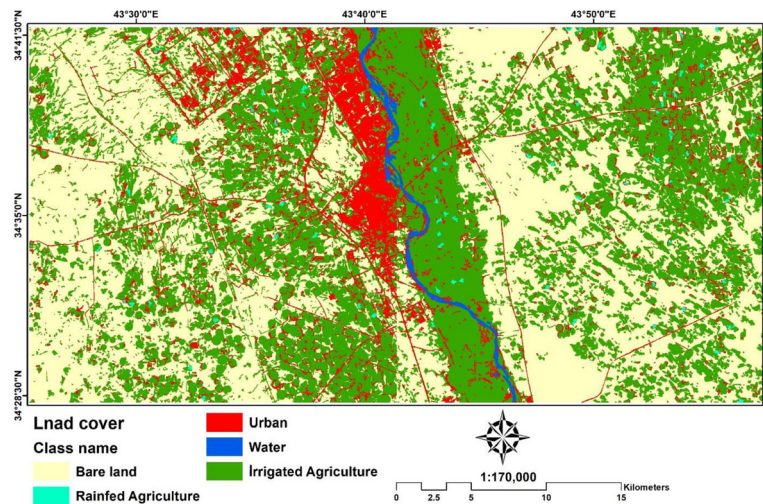 43°30'0"E 43°40'0"E 43°50'0"E
34°41'30"N
34°35'0"N
34°28'30"N
Lnad cover
Class name
Bare land
Rainfed Agriculture
Urban
Water
Irrigated Agriculture
1:170,000
Kilometers
0 2.5 5 10 15